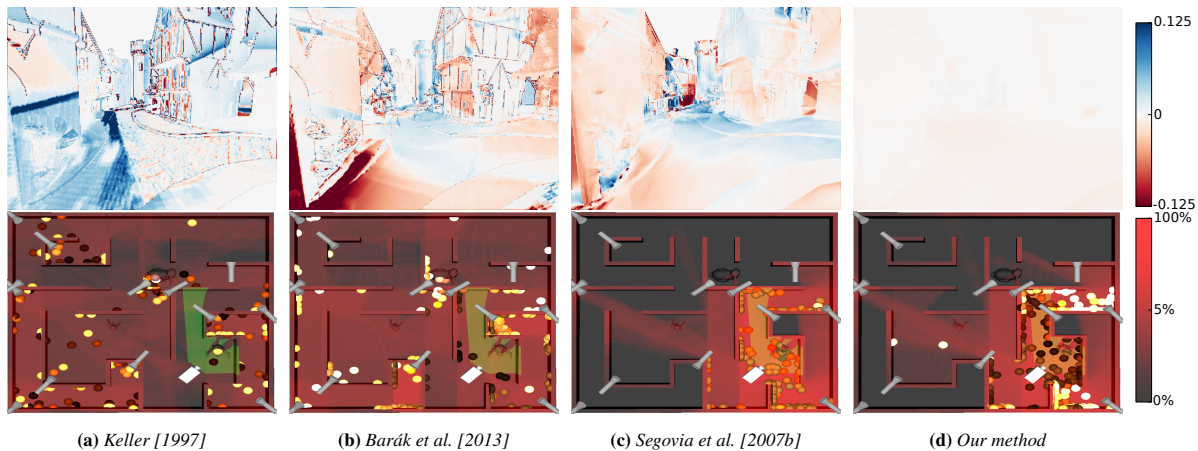 0.125
0
-0.125
100%
5%
0%
(a) Keller [1997]
(b) Barák et al. [2013]
(c) Segovia et al. [2007b]
(d) Our method